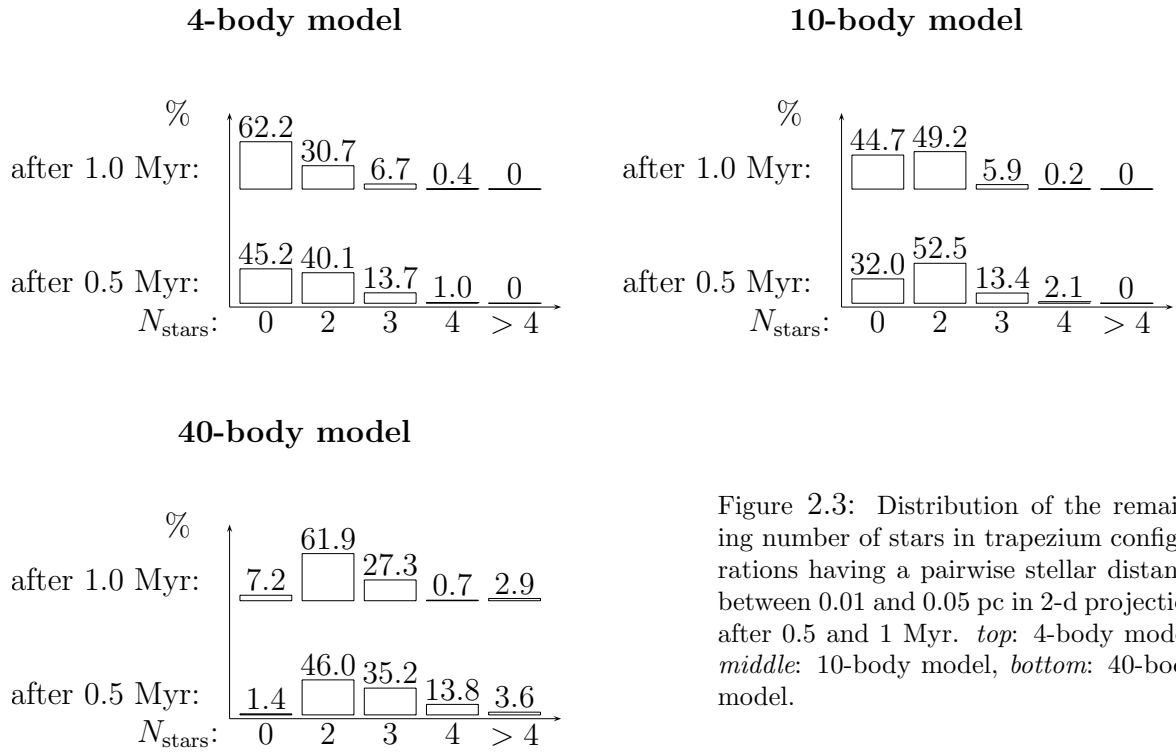 4-body model
%
after 1.0 Myr: 62.2 30.7 6.7 0.4 0
after 0.5 Myr: 45.2 40.1 13.7 1.0 0
N_stars: 0 2 3 4 > 4
10-body model
%
after 1.0 Myr: 44.7 49.2 5.9 0.2 0
after 0.5 Myr: 32.0 52.5 13.4 2.1 0
N_stars: 0 2 3 4 > 4
40-body model
%
after 1.0 Myr: 7.2 61.9 27.3 0.7 2.9
after 0.5 Myr: 1.4 46.0 35.2 13.8 3.6
N_stars: 0 2 3 4 > 4
Figure 2.3: Distribution of the remai
ing number of stars in trapezium config
rations having a pairwise stellar distan
between 0.01 and 0.05 pc in 2-d projecti
after 0.5 and 1 Myr. top: 4-body mod
middle: 10-body model, bottom: 40-bo
model.